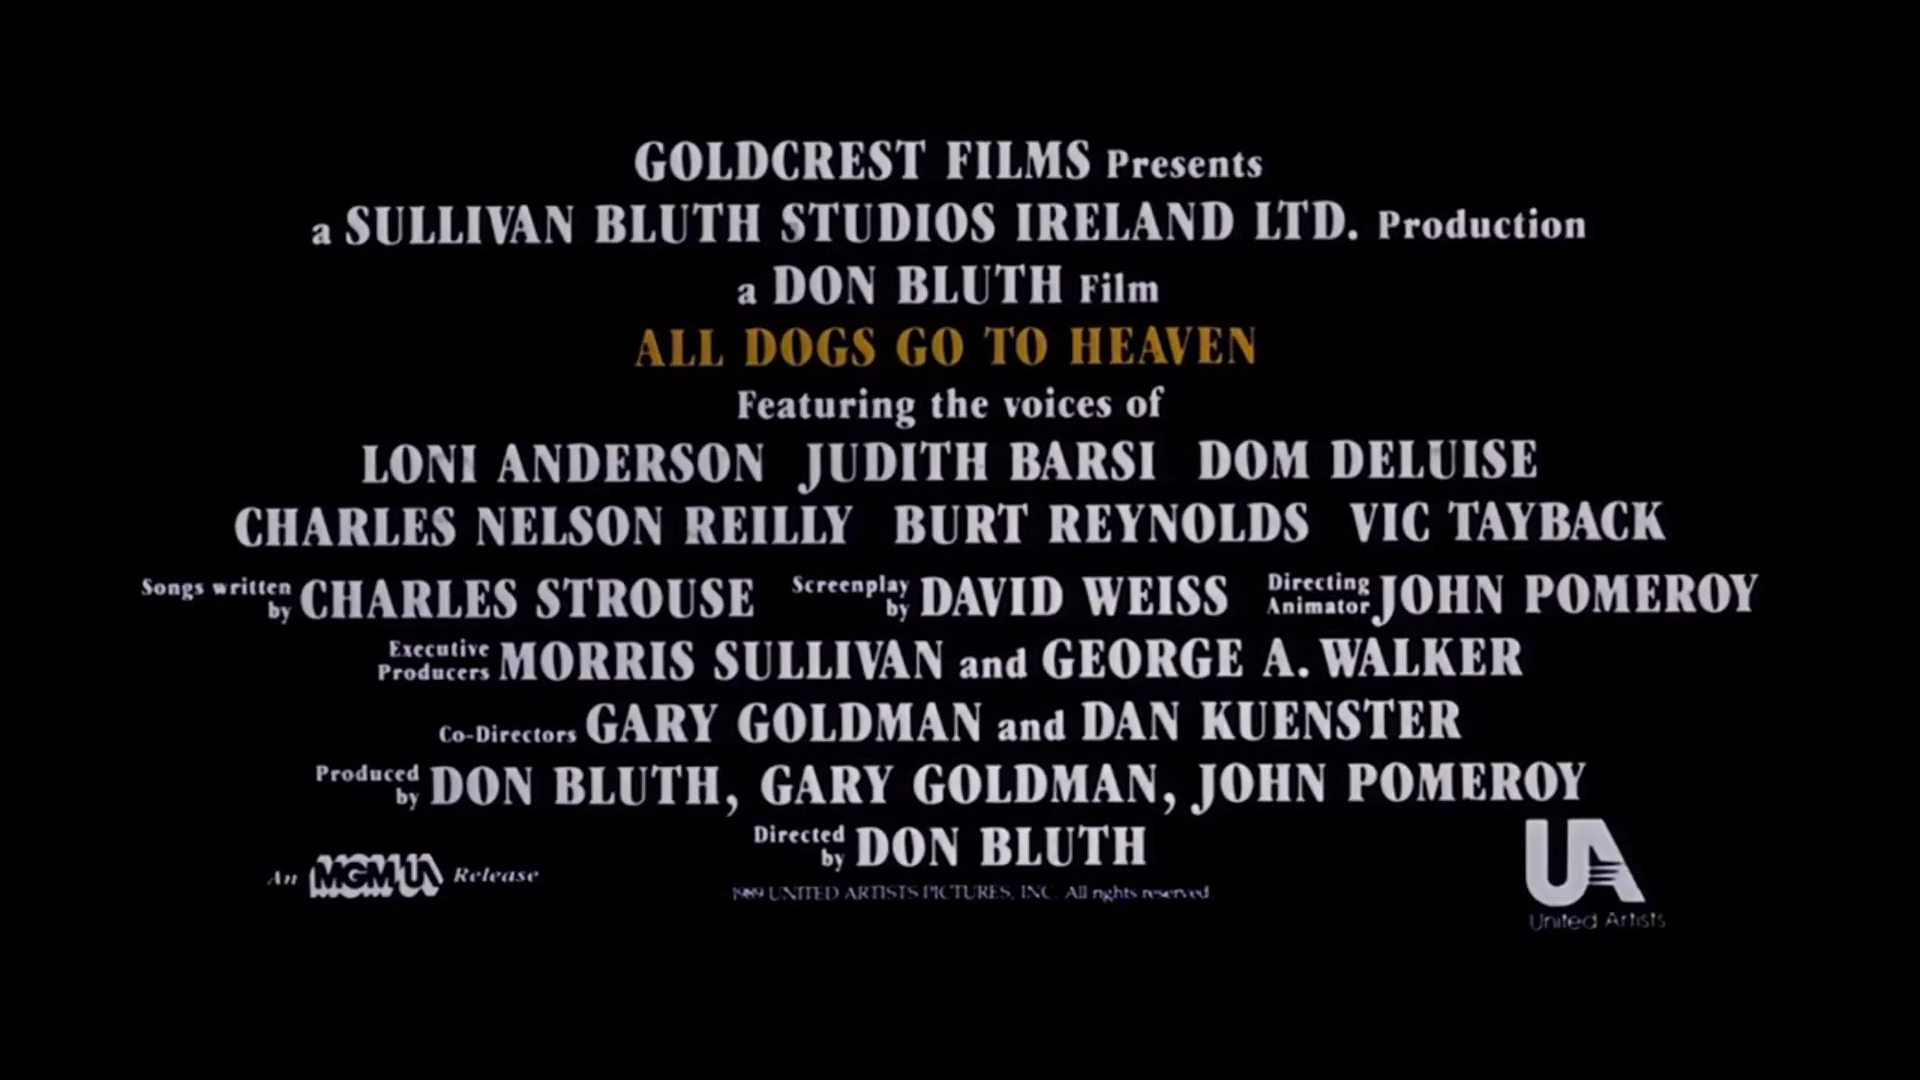 GOLDCREST FILMS Presents
a SULLIVAN BLUTH STUDIOS IRELAND LTD. Production
a DON BLUTH Film
ALL DOGS GO TO HEAVEN
Featuring the voices of
LONI ANDERSON JUDITH BARSI DOM DELUISE
CHARLES NELSON REILLY BURT REYNOLDS VIC TAYBACK
Songs written by CHARLES STROUSE Screenplay by DAVID WEISS Directing Animator JOHN POMEROY
Executive Producers MORRIS SULLIVAN and GEORGE A. WALKER
Co-Directors GARY GOLDMAN and DAN KUENSTER
Produced by DON BLUTH, GARY GOLDMAN, JOHN POMEROY
Directed by DON BLUTH
An MGM/UA Release
1989 UNITED ARTISTS PICTURES, INC. All rights reserved
UA
United Artists